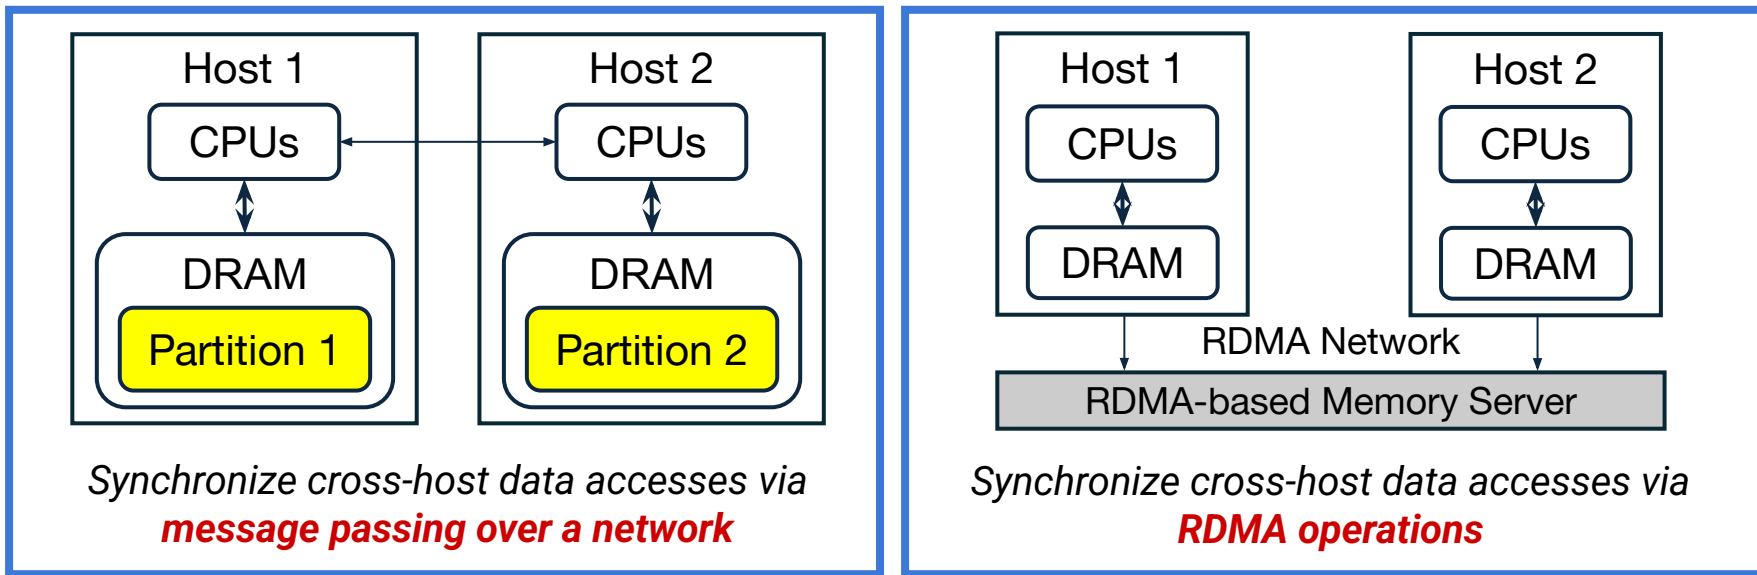 Host 1
CPUs
DRAM
Partition 1
Host 2
CPUs
DRAM
Partition 2
Synchronize cross-host data accesses via
message passing over a network
Host 1
CPUs
DRAM
Host 2
CPUs
DRAM
RDMA Network
RDMA-based Memory Server
Synchronize cross-host data accesses via
RDMA operations